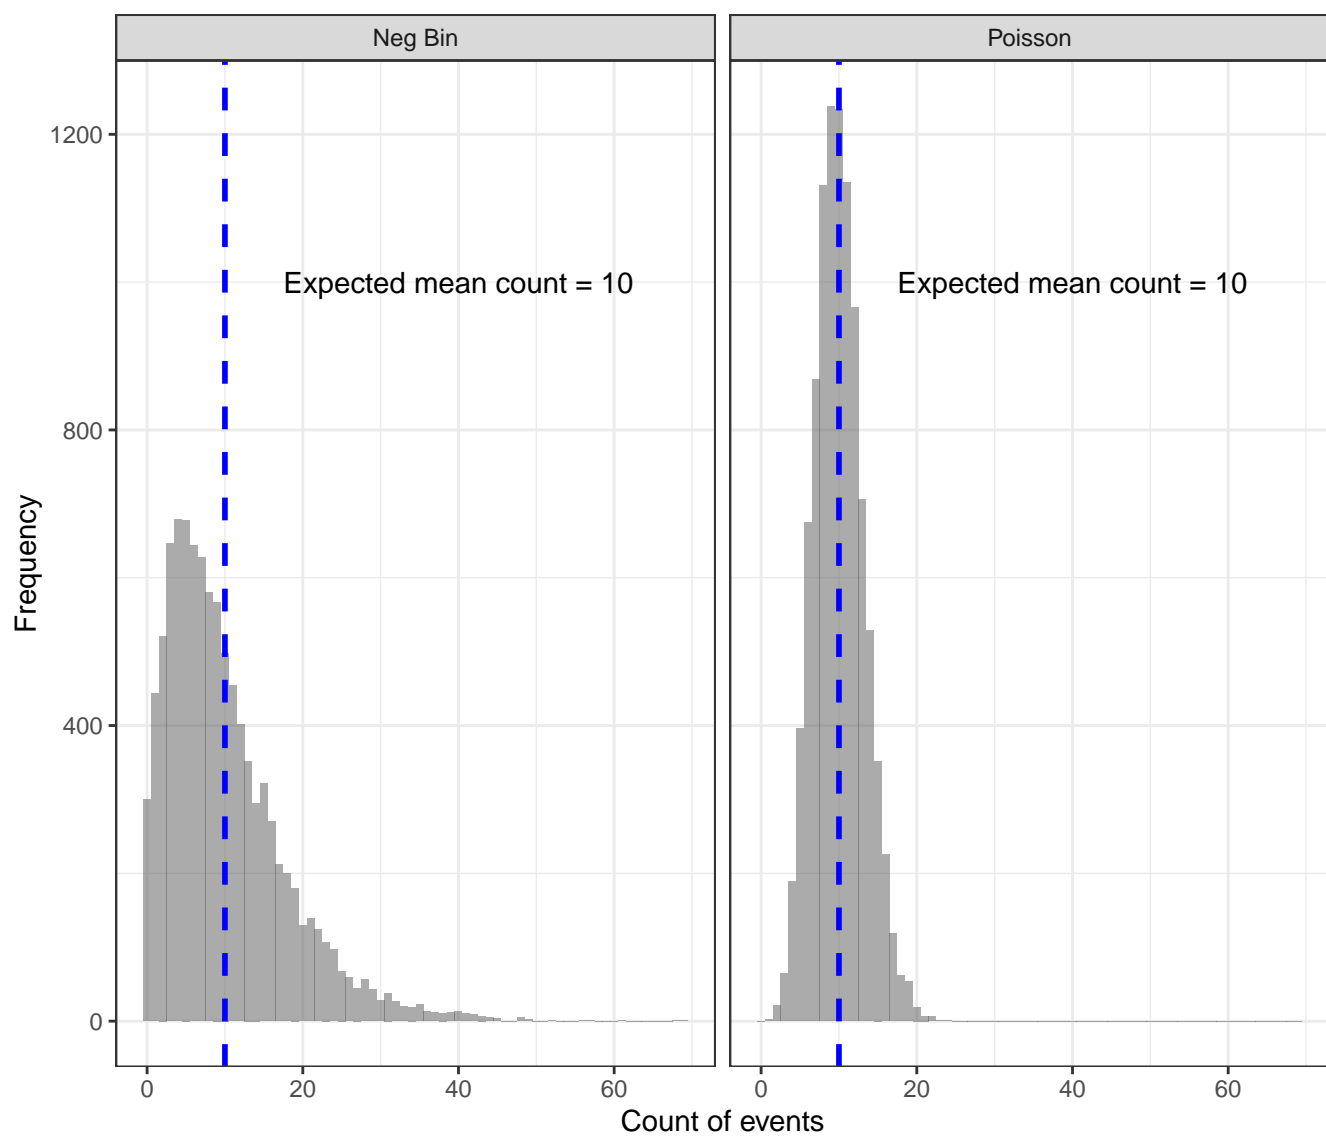 Neg Bin
Poisson
Frequency
1200
800
400
0
Expected mean count = 10
Expected mean count = 10
0 20 40 60
0 20 40 60
Count of events